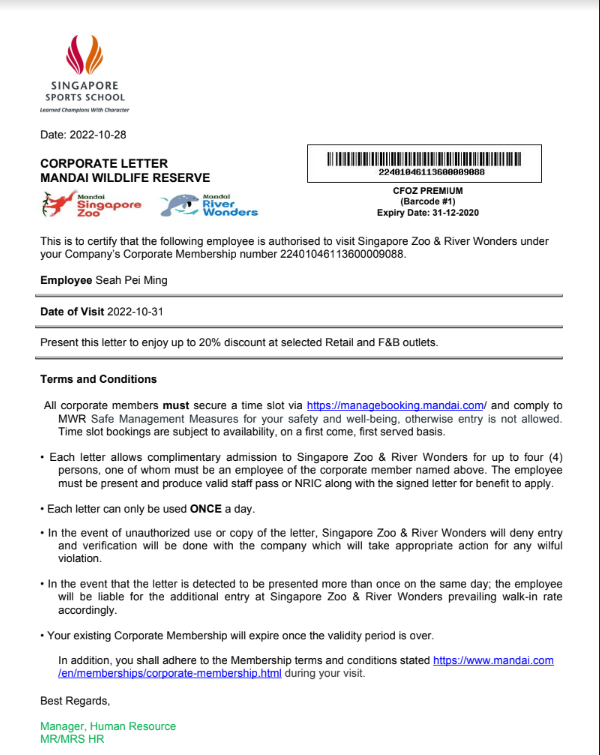 SINGAPORE
SPORTS SCHOOL
Learned Champions With Character
Date: 2022-10-28
CORPORATE LETTER
MANDAI WILDLIFE RESERVE
Mandai
Singapore
Zoo
Mandai
River
Wonders
22401046113600009088
CFOZ PREMIUM
(Barcode #1)
Expiry Date: 31-12-2020
This is to certify that the following employee is authorised to visit Singapore Zoo & River Wonders under
your Company's Corporate Membership number 22401046113600009088.
Employee Seah Pei Ming
Date of Visit 2022-10-31
Present this letter to enjoy up to 20% discount at selected Retail and F&B outlets.
Terms and Conditions
All corporate members must secure a time slot via https://managebooking.mandai.com/ and comply to
MWR Safe Management Measures for your safety and well-being, otherwise entry is not allowed.
Time slot bookings are subject to availability, on a first come, first served basis.
• Each letter allows complimentary admission to Singapore Zoo & River Wonders for up to four (4)
persons, one of whom must be an employee of the corporate member named above. The employee
must be present and produce valid staff pass or NRIC along with the signed letter for benefit to apply.
• Each letter can only be used ONCE a day.
• In the event of unauthorized use or copy of the letter, Singapore Zoo & River Wonders will deny entry
and verification will be done with the company which will take appropriate action for any wilful
violation.
• In the event that the letter is detected to be presented more than once on the same day; the employee
will be liable for the additional entry at Singapore Zoo & River Wonders prevailing walk-in rate
accordingly.
• Your existing Corporate Membership will expire once the validity period is over.
In addition, you shall adhere to the Membership terms and conditions stated https://www.mandai.com
/en/memberships/corporate-membership.html during your visit.
Best Regards,
Manager, Human Resource
MR/MRS HR